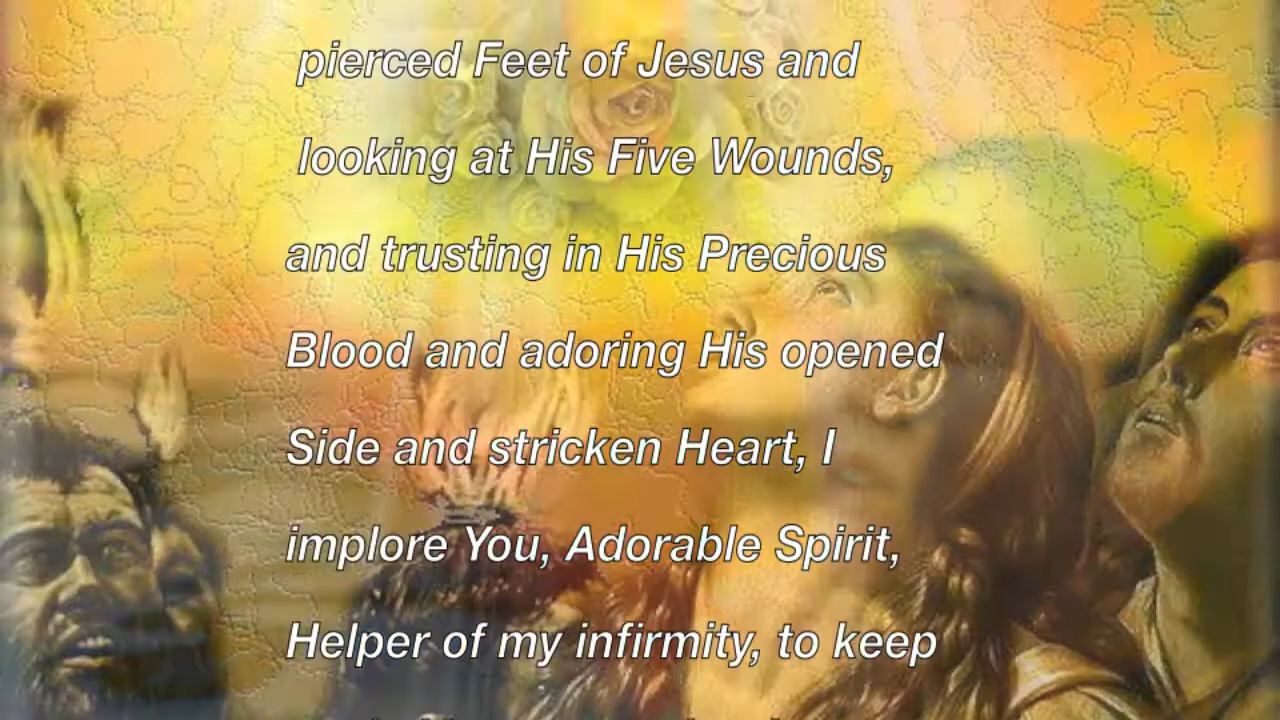 pierced Feet of Jesus and
looking at His Five Wounds,
and trusting in His Precious
Blood and adoring His opened
Side and stricken Heart, I
implore You, Adorable Spirit,
Helper of my infirmity, to keep